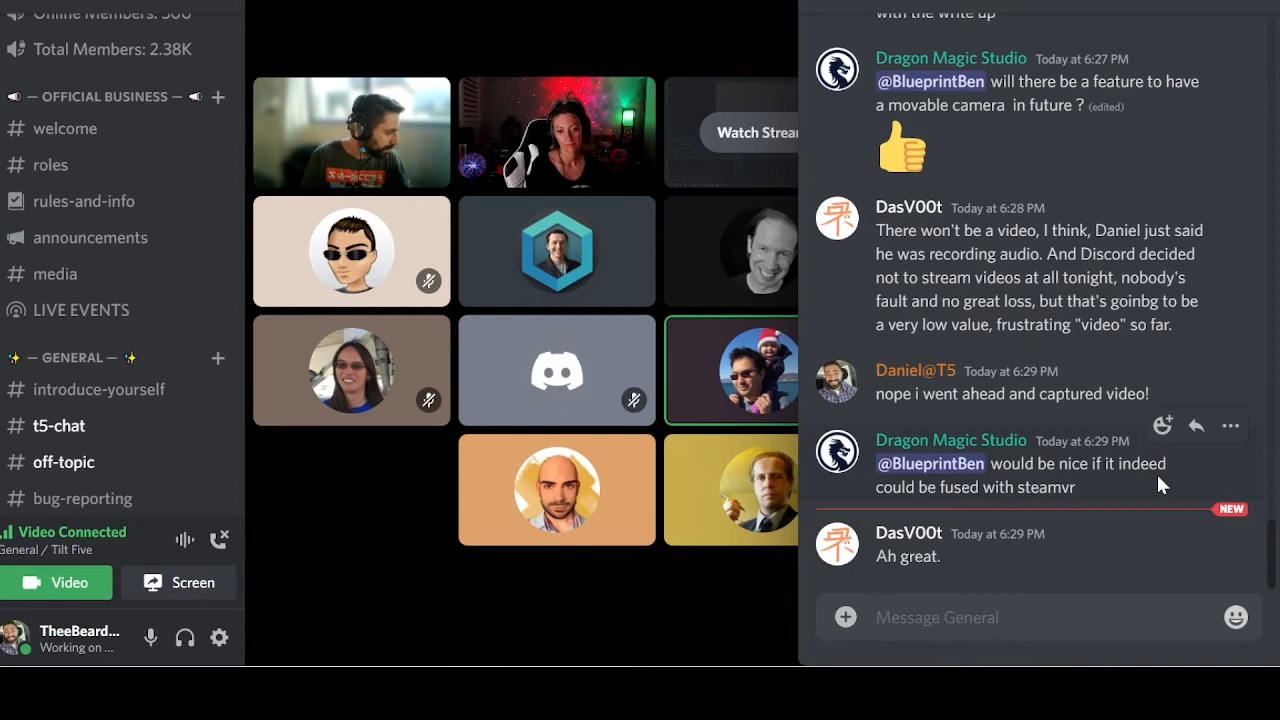 Online Members: 500
Total Members: 2.38K
— OFFICIAL BUSINESS —
welcome
roles
rules-and-info
announcements
media
LIVE EVENTS
— GENERAL —
introduce-yourself
t5-chat
off-topic
bug-reporting
Video Connected
General / Tilt Five
Video
Screen
TheeBeard...
Working on ...
Watch Strea
with the write up
Dragon Magic Studio Today at 6:27 PM
@BlueprintBen will there be a feature to have
a movable camera in future ? (edited)
DasV00t Today at 6:28 PM
There won't be a video, I think, Daniel just said
he was recording audio. And Discord decided
not to stream videos at all tonight, nobody's
fault and no great loss, but that's goinbg to be
a very low value, frustrating "video" so far.
Daniel@T5 Today at 6:29 PM
nope i went ahead and captured video!
Dragon Magic Studio Today at 6:29 PM
@BlueprintBen would be nice if it indeed
could be fused with steamvr
NEW
DasV00t Today at 6:29 PM
Ah great.
Message General